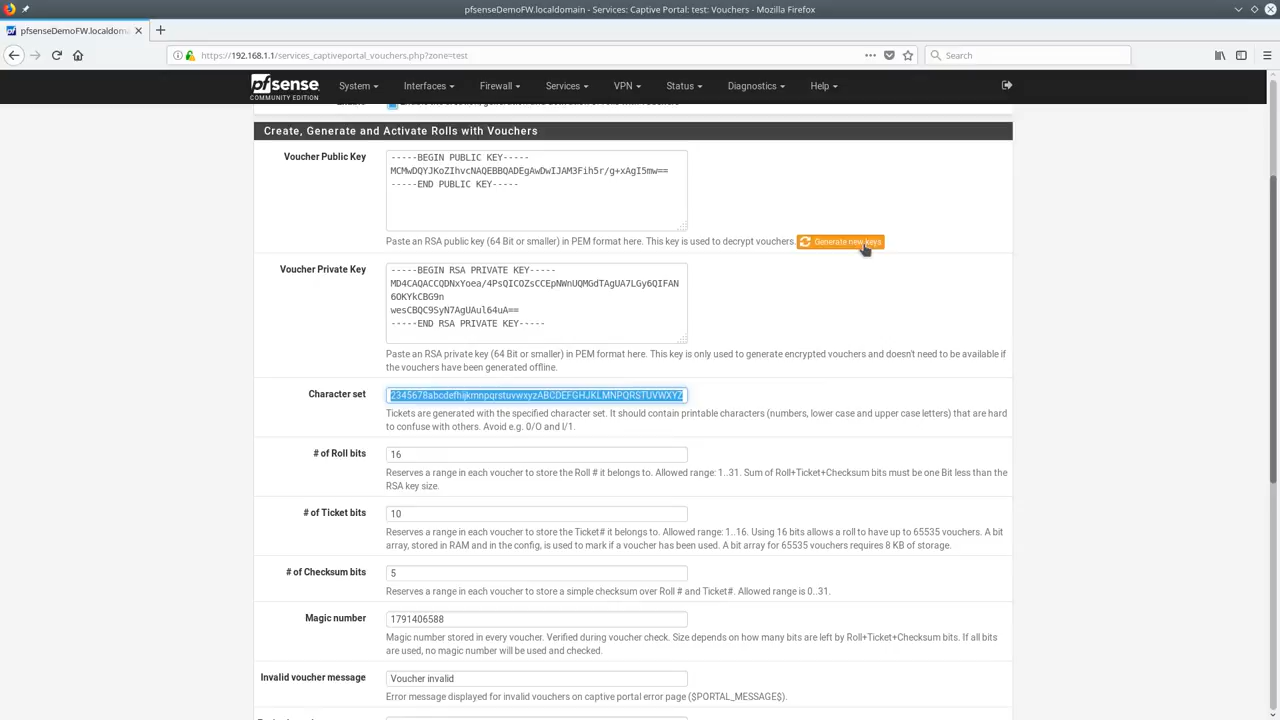 pfsenseDemoFW.localdomain - Services: Captive Portal: test: Vouchers - Mozilla Firefox
pfsenseDemoFW.localdoma
https://192.168.1.1/services_captiveportal_vouchers.php?zone=test
Search
pfsense
COMMUNITY EDITION
System
Interfaces
Firewall
Services
VPN
Status
Diagnostics
Help
Create, Generate and Activate Rolls with Vouchers
Voucher Public Key
-----BEGIN PUBLIC KEY-----
MCMwDQYJKoZIhvcNAQEBBQADEgAwDwIJAM3Fih5r/g+xAgI5mw==
-----END PUBLIC KEY-----
Paste an RSA public key (64 Bit or smaller) in PEM format here. This key is used to decrypt vouchers.
Generate new keys
Voucher Private Key
-----BEGIN RSA PRIVATE KEY-----
MD4CAQACCQDNxYoea/4PsQICOZsCCEpNWnUQMGdTAgUA7LGy6QIFAN
6OKYkCBG9n
wesCBQC9SyN7AgUAul64uA==
-----END RSA PRIVATE KEY-----
Paste an RSA private key (64 Bit or smaller) in PEM format here. This key is only used to generate encrypted vouchers and doesn't need to be available if
the vouchers have been generated offline.
Character set
2345678abcdefhijkmnpqrstuvwxyzABCDEFGHJKLMNPQRSTUVWXYZ
Tickets are generated with the specified character set. It should contain printable characters (numbers, lower case and upper case letters) that are hard
to confuse with others. Avoid e.g. 0/O and l/1.
# of Roll bits
16
Reserves a range in each voucher to store the Roll # it belongs to. Allowed range: 1..31. Sum of Roll+Ticket+Checksum bits must be one Bit less than the
RSA key size.
# of Ticket bits
10
Reserves a range in each voucher to store the Ticket# it belongs to. Allowed range: 1..16. Using 16 bits allows a roll to have up to 65535 vouchers. A bit
array, stored in RAM and in the config, is used to mark if a voucher has been used. A bit array for 65535 vouchers requires 8 KB of storage.
# of Checksum bits
5
Reserves a range in each voucher to store a simple checksum over Roll # and Ticket#. Allowed range is 0..31.
Magic number
1791406588
Magic number stored in every voucher. Verified during voucher check. Size depends on how many bits are left by Roll+Ticket+Checksum bits. If all bits
are used, no magic number will be used and checked.
Invalid voucher message
Voucher invalid
Error message displayed for invalid vouchers on captive portal error page ($PORTAL_MESSAGE$).